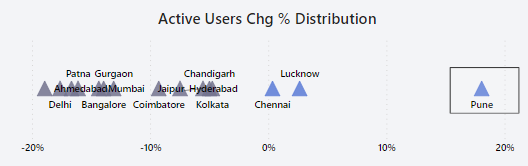 Active Users Chg % Distribution
Patna Gurgaon Chandigarh Lucknow
Ahmedabad Mumbai Jaipur Hyderabad
Delhi Bangalore Coimbatore Kolkata Chennai Pune
-20% -10% 0% 10% 20%